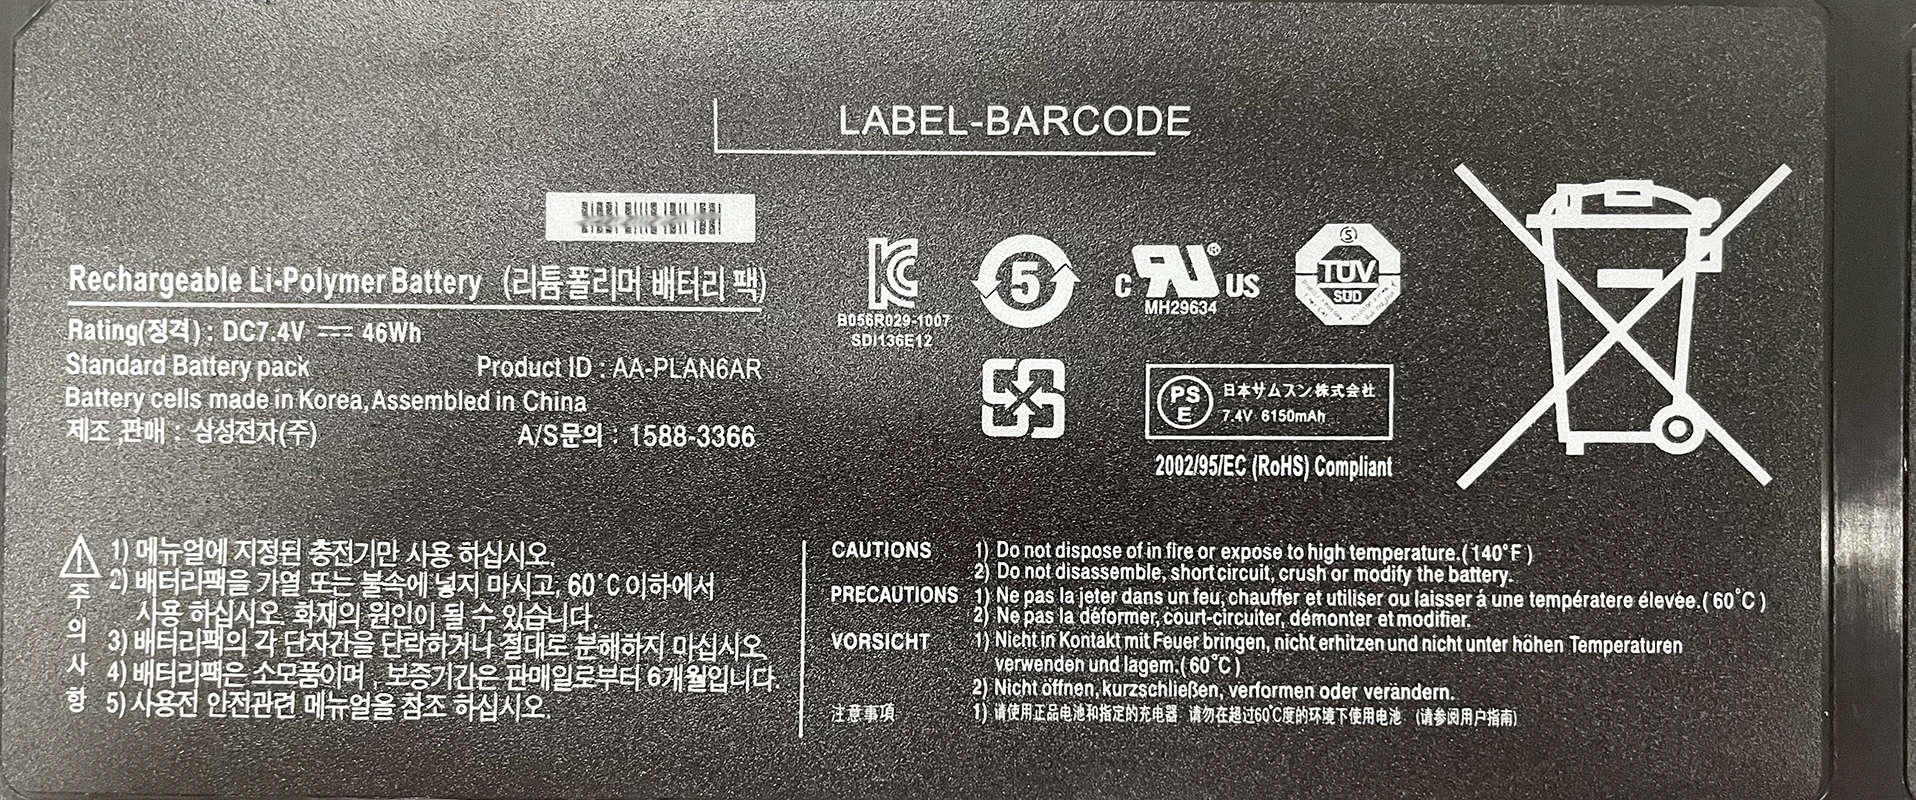 LABEL-BARCODE
Rechargeable Li-Polymer Battery (리튬폴리머 배터리 팩)
Rating(정격) : DC7.4V ⎓ 46Wh
Standard Battery pack Product ID : AA-PLAN6AR
Battery cells made in Korea, Assembled in China
제조 ,판매 : 삼성전자(주) A/S문의 : 1588-3366
B056R029-1007
SDI136E12
5
c RU ® US
MH29634
S
TÜV
SÜD
PS
E
日本サムスン株式会社
7.4V 6150mAh
2002/95/EC (RoHS) Compliant
주의사항
1) 메뉴얼에 지정된 충전기만 사용 하십시오.
2) 배터리팩을 가열 또는 불속에 넣지 마시고, 60°C 이하에서
사용 하십시오. 화재의 원인이 될 수 있습니다.
3) 배터리팩의 각 단자간을 단락하거나 절대로 분해하지 마십시오.
4) 배터리팩은 소모품이며 , 보증기간은 판매일로부터 6개월입니다.
5) 사용전 안전관련 메뉴얼을 참조 하십시오.
CAUTIONS 1) Do not dispose of in fire or expose to high temperature.(140°F )
2) Do not disassemble, short circuit, crush or modify the battery.
PRECAUTIONS 1) Ne pas la jeter dans un feu, chauffer et utiliser ou laisser á une températere élevée.( 60°C )
2) Ne pas la déformer, court-circuiter, démonter et modifier.
VORSICHT 1) Nicht in Kontakt mit Feuer bringen, nicht erhitzen und nicht unter höhen Temperaturen
verwenden und lagem.( 60°C )
2) Nicht öffnen, kurzschließen, verformen oder verändern.
注意事項 1) 请使用正品电池和指定的充电器 请勿在超过60°C度的环境下使用电池 (请参阅用户指南)